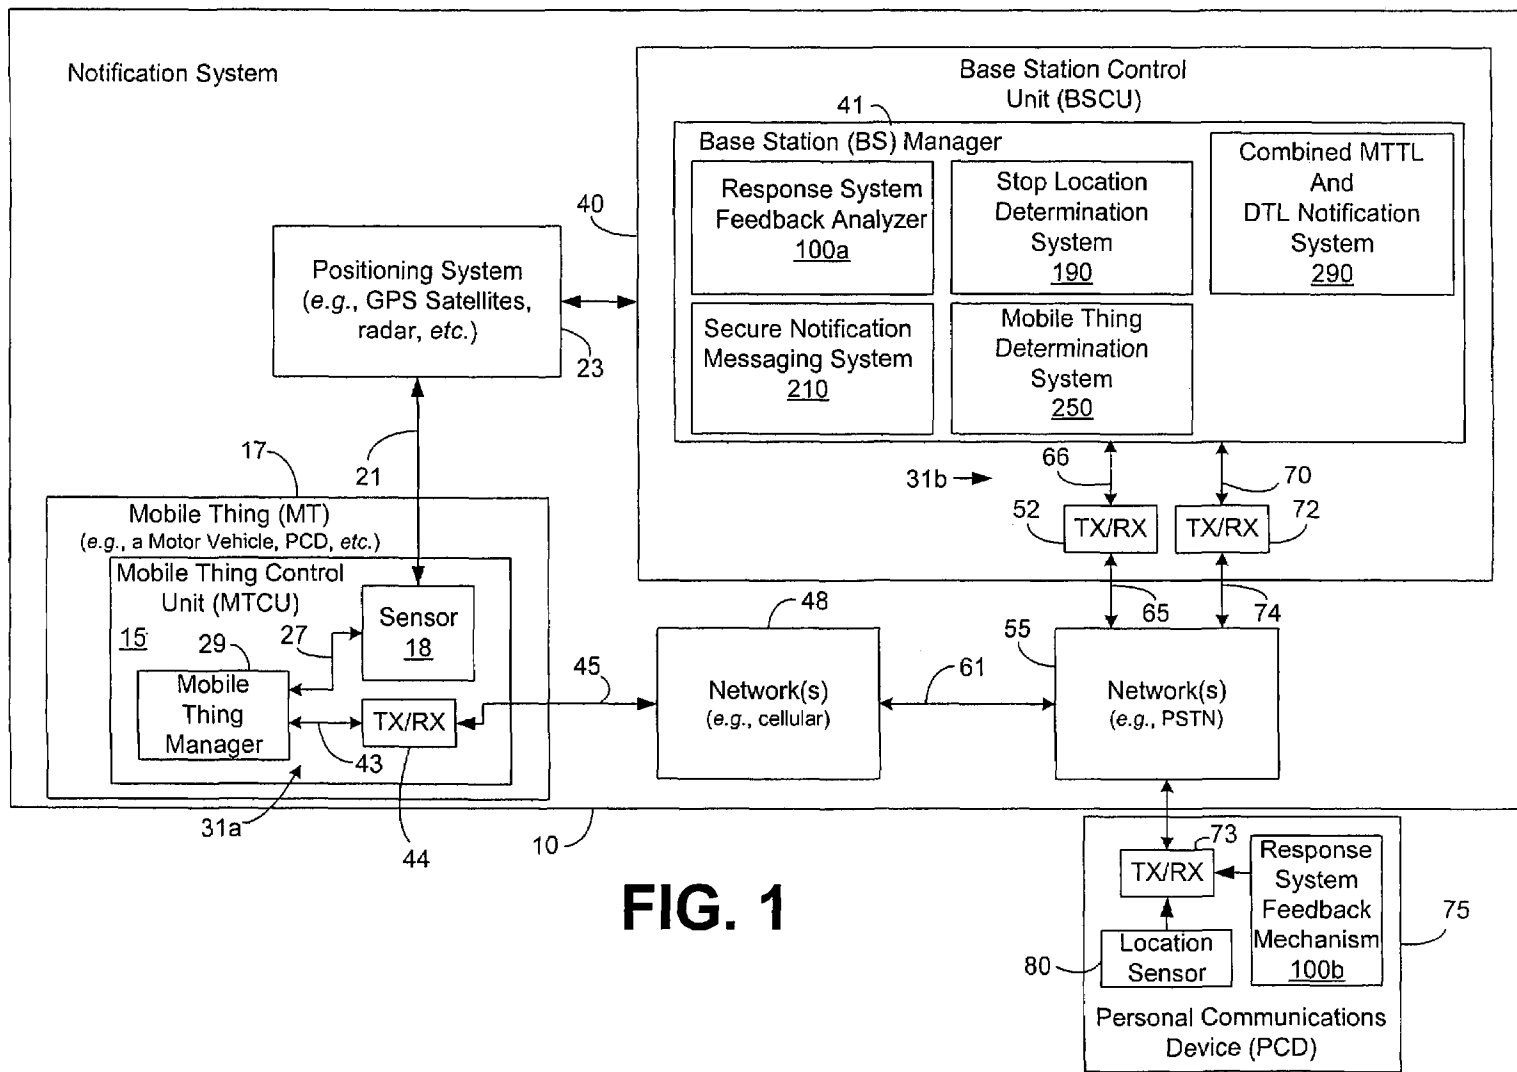 Notification System
Base Station Control
Unit (BSCU)
41
Base Station (BS) Manager
Response System
Feedback Analyzer
100a
Stop Location
Determination
System
190
Combined MTTL
And
DTL Notification
System
290
Secure Notification
Messaging System
210
Mobile Thing
Determination
System
250
40
Positioning System
(e.g., GPS Satellites,
radar, etc.)
23
21
17
66
31b
70
52
TX/RX
TX/RX
72
Mobile Thing (MT)
(e.g., a Motor Vehicle, PCD, etc.)
Mobile Thing Control
Unit (MTCU)
15
27
29
Sensor
18
Mobile
Thing
Manager
TX/RX
43
31a
44
45
48
Network(s)
(e.g., cellular)
61
55
65
74
Network(s)
(e.g., PSTN)
10
73
TX/RX
Response
System
Feedback
Mechanism
100b
75
80
Location
Sensor
Personal Communications
Device (PCD)
FIG. 1